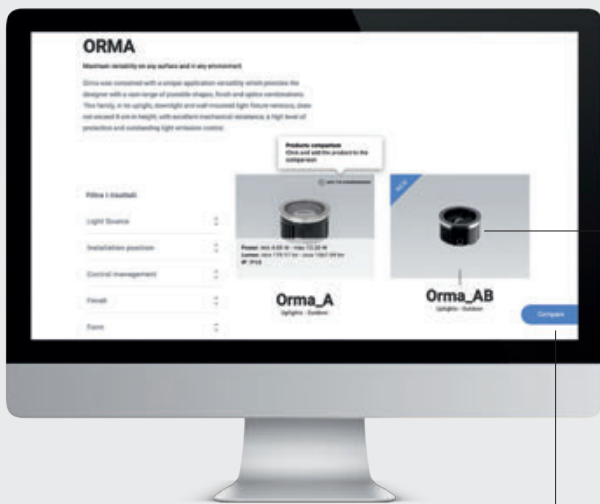 ORMA
Maximum versatility on any surface and in any environment
Orma was conceived with a unique application versatility which provides the
designer with a vast range of possible shapes, finish and optics combinations.
This family, in its uplight, downlight and wall-mounted light fixture versions, does
not exceed 8 cm in height, with excellent mechanical resistance, a high level of
protection and outstanding light emission control.
Products comparison
Click and add the product to the
comparison
NEW
Light Source
Installation position
Control management
Finish
Form
Power:
Lumen:
IP
Orma_A
Uplights - Outdoor
Orma_AB
Uplights - Outdoor
Compare